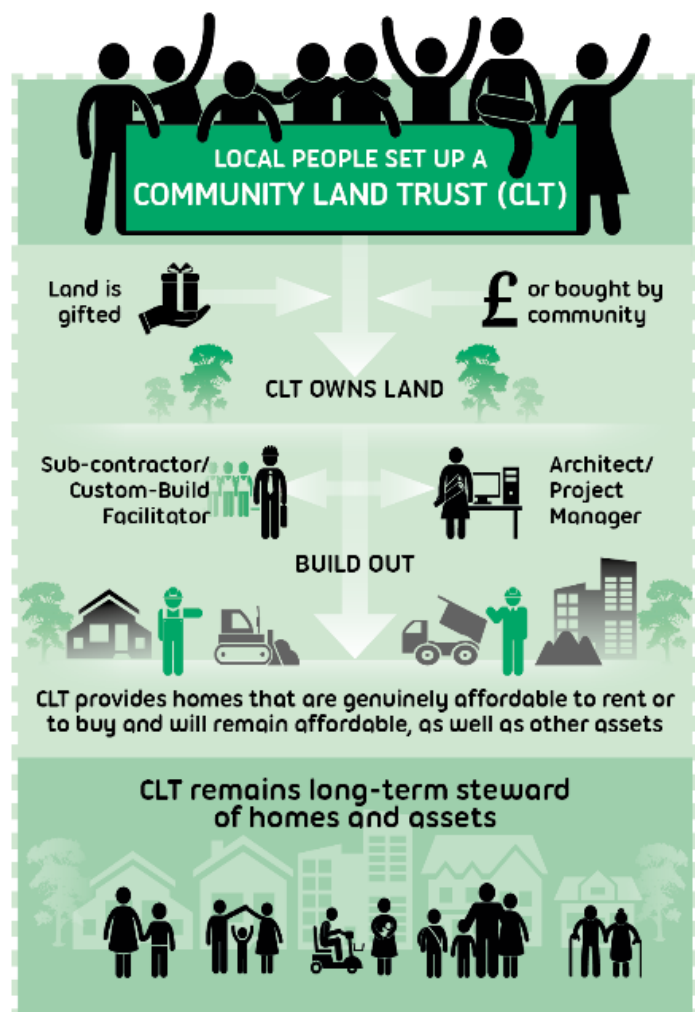 LOCAL PEOPLE SET UP A
COMMUNITY LAND TRUST (CLT)
Land is
gifted
£ or bought by
community
CLT OWNS LAND
Sub-contractor/
Custom-Build
Facilitator
Architect/
Project
Manager
BUILD OUT
CLT provides homes that are genuinely affordable to rent or
to buy and will remain affordable, as well as other assets
CLT remains long-term steward
of homes and assets